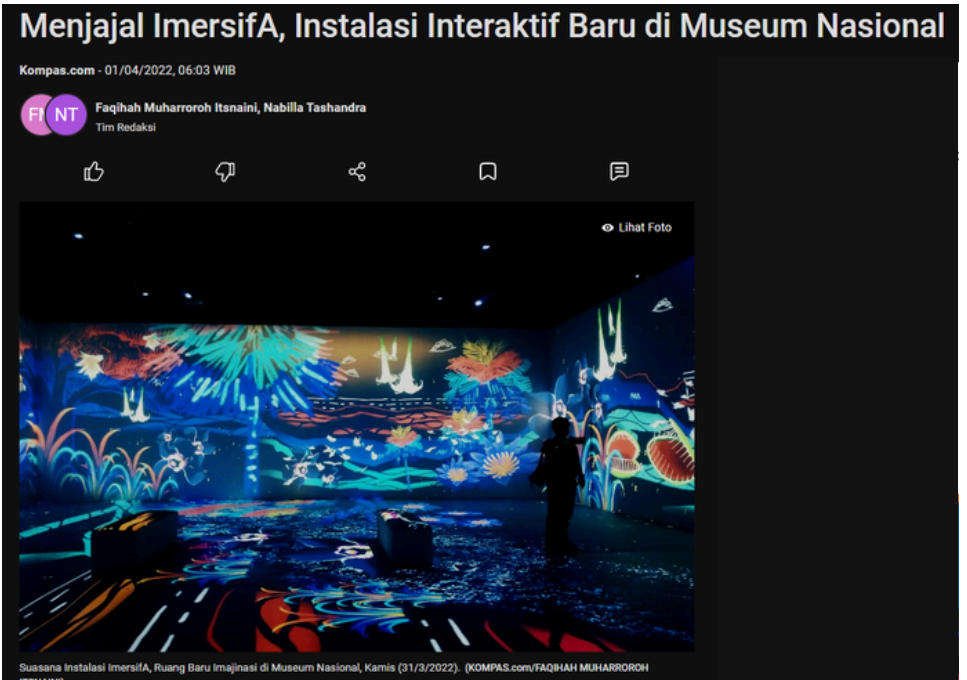 Menjajal ImersifA, Instalasi Interaktif Baru di Museum Nasional
Kompas.com - 01/04/2022, 06:03 WIB
FI NT
Faqihah Muharroroh Itsnaini, Nabilla Tashandra
Tim Redaksi
Lihat Foto
Suasana Instalasi ImersifA, Ruang Baru Imajinasi di Museum Nasional, Kamis (31/3/2022). (KOMPAS.com/FAQIHAH MUHARROROH